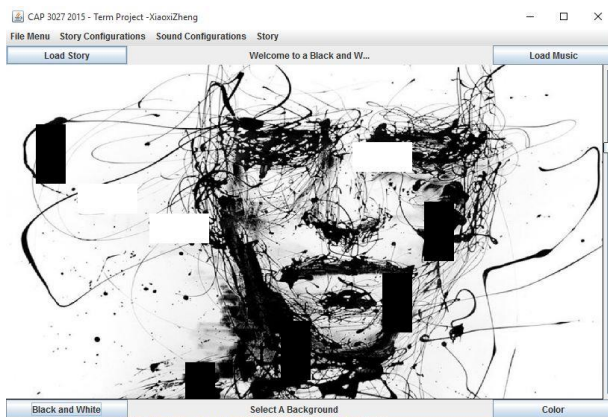 CAP 3027 2015 - Term Project -XiaoxiZheng
File Menu Story Configurations Sound Configurations Story
Load Story Welcome to a Black and W... Load Music
Black and White Select A Background Color